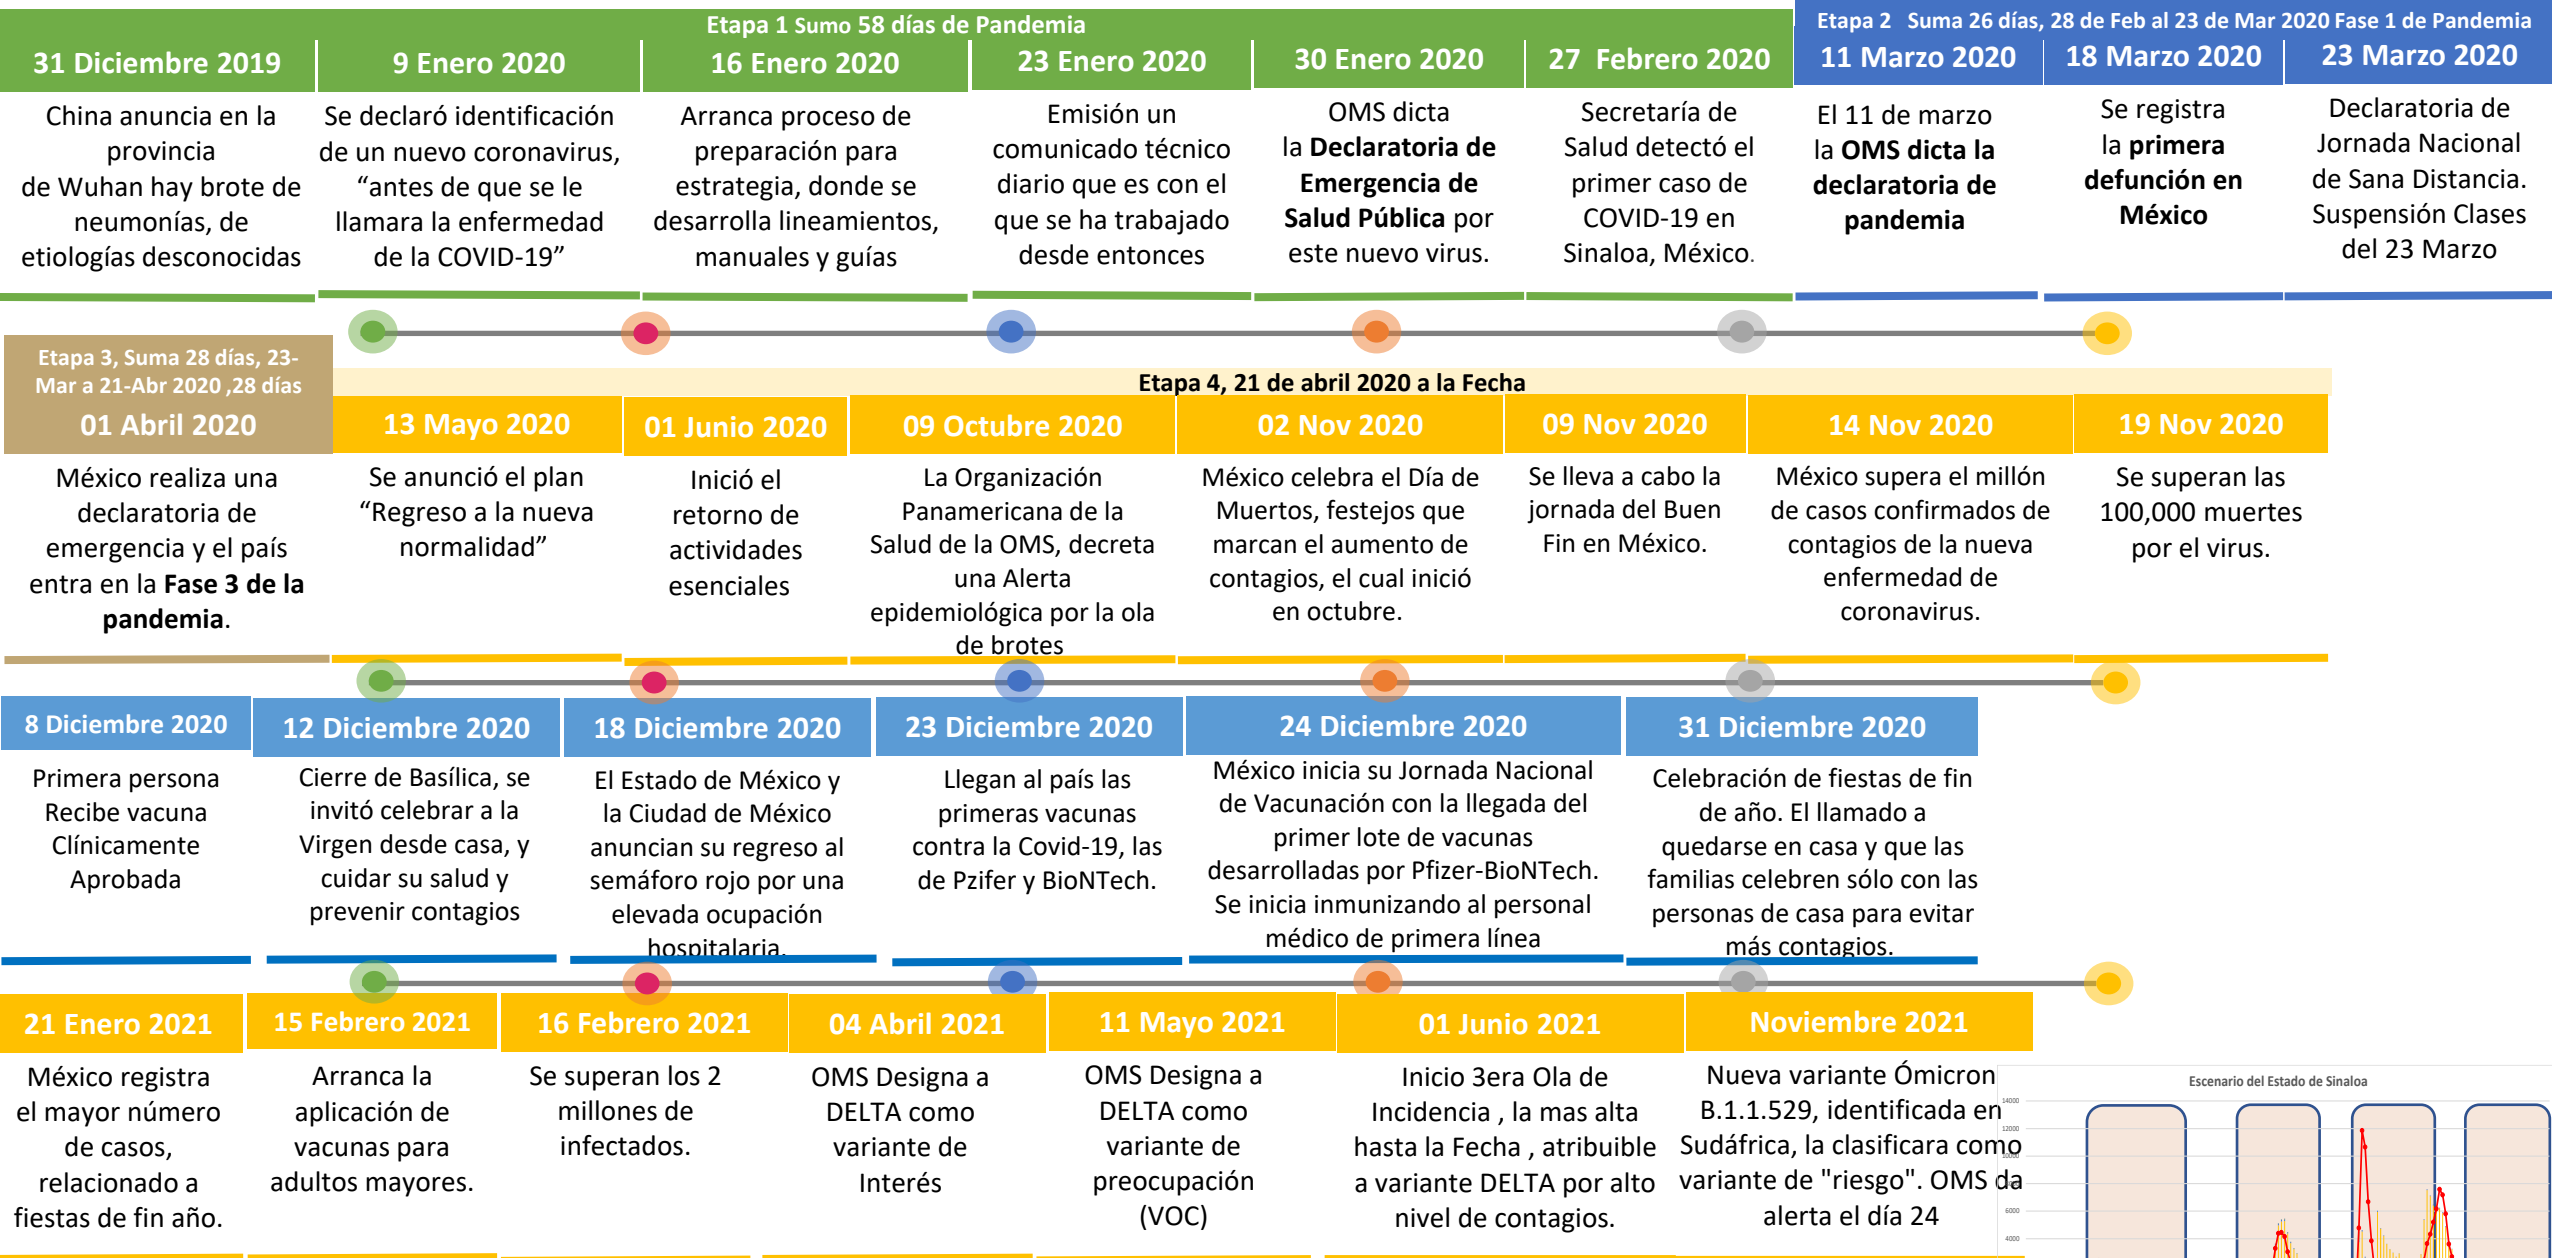 Etapa 1 Sumo 58 días de Pandemia
Etapa 2 Suma 26 días, 28 de Feb al 23 de Mar 2020 Fase 1 de Pandemia
31 Diciembre 2019
China anuncia en la
provincia
de Wuhan hay brote de
neumonías, de
etiologías desconocidas
9 Enero 2020
Se declaró identificación
de un nuevo coronavirus,
“antes de que se le
llamara la enfermedad
de la COVID-19”
16 Enero 2020
Arranca proceso de
preparación para
estrategia, donde se
desarrolla lineamientos,
manuales y guías
23 Enero 2020
Emisión un
comunicado técnico
diario que es con el
que se ha trabajado
desde entonces
30 Enero 2020
OMS dicta
la Declaratoria de
Emergencia de
Salud Pública por
este nuevo virus.
27 Febrero 2020
Secretaría de
Salud detectó el
primer caso de
COVID-19 en
Sinaloa, México.
11 Marzo 2020
El 11 de marzo
la OMS dicta la
declaratoria de
pandemia
18 Marzo 2020
Se registra
la primera
defunción en
México
23 Marzo 2020
Declaratoria de
Jornada Nacional
de Sana Distancia.
Suspensión Clases
del 23 Marzo
Etapa 3, Suma 28 días, 23-
Mar a 21-Abr 2020 ,28 días
01 Abril 2020
México realiza una
declaratoria de
emergencia y el país
entra en la Fase 3 de la
pandemia.
Etapa 4, 21 de abril 2020 a la Fecha
13 Mayo 2020
Se anunció el plan
“Regreso a la nueva
normalidad”
01 Junio 2020
Inició el
retorno de
actividades
esenciales
09 Octubre 2020
La Organización
Panamericana de la
Salud de la OMS, decreta
una Alerta
epidemiológica por la ola
de brotes
02 Nov 2020
México celebra el Día de
Muertos, festejos que
marcan el aumento de
contagios, el cual inició
en octubre.
09 Nov 2020
Se lleva a cabo la
jornada del Buen
Fin en México.
14 Nov 2020
México supera el millón
de casos confirmados de
contagios de la nueva
enfermedad de
coronavirus.
19 Nov 2020
Se superan las
100,000 muertes
por el virus.
8 Diciembre 2020
Primera persona
Recibe vacuna
Clínicamente
Aprobada
12 Diciembre 2020
Cierre de Basílica, se
invitó celebrar a la
Virgen desde casa, y
cuidar su salud y
prevenir contagios
18 Diciembre 2020
El Estado de México y
la Ciudad de México
anuncian su regreso al
semáforo rojo por una
elevada ocupación
hospitalaria.
23 Diciembre 2020
Llegan al país las
primeras vacunas
contra la Covid-19, las
de Pzifer y BioNTech.
24 Diciembre 2020
México inicia su Jornada Nacional
de Vacunación con la llegada del
primer lote de vacunas
desarrolladas por Pfizer-BioNTech.
Se inicia inmunizando al personal
médico de primera línea
31 Diciembre 2020
Celebración de fiestas de fin
de año. El llamado a
quedarse en casa y que las
familias celebren sólo con las
personas de casa para evitar
más contagios.
21 Enero 2021
México registra
el mayor número
de casos,
relacionado a
fiestas de fin año.
15 Febrero 2021
Arranca la
aplicación de
vacunas para
adultos mayores.
16 Febrero 2021
Se superan los 2
millones de
infectados.
04 Abril 2021
OMS Designa a
DELTA como
variante de
Interés
11 Mayo 2021
OMS Designa a
DELTA como
variante de
preocupación
(VOC)
01 Junio 2021
Inicio 3era Ola de
Incidencia , la mas alta
hasta la Fecha , atribuible
a variante DELTA por alto
nivel de contagios.
Noviembre 2021
Nueva variante Ómicron
B.1.1.529, identificada en
Sudáfrica, la clasificara como
variante de "riesgo". OMS da
alerta el día 24
Escenario del Estado de Sinaloa
14000
12000
10000
6000
4000